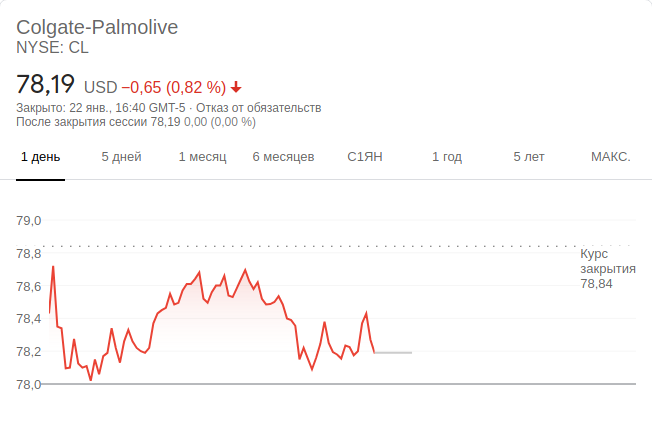 Colgate-Palmolive
NYSE: CL
78,19 USD −0,65 (0,82 %)
Закрыто: 22 янв., 16:40 GMT-5 · Отказ от обязательств
После закрытия сессии 78,19 0,00 (0,00 %)
1 день 5 дней 1 месяц 6 месяцев С1ЯН 1 год 5 лет МАКС.
79,0
78,8
78,6
78,4
78,2
78,0
Курс
закрытия
78,84